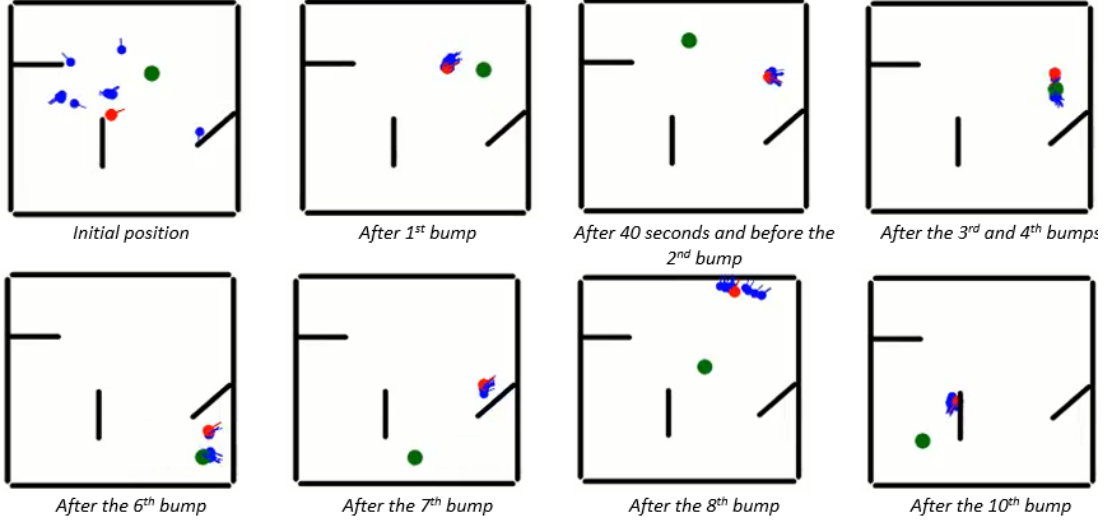 Initial position
After 1st bump
After 40 seconds and before the
2nd bump
After the 3rd and 4th bumps
After the 6th bump
After the 7th bump
After the 8th bump
After the 10th bump